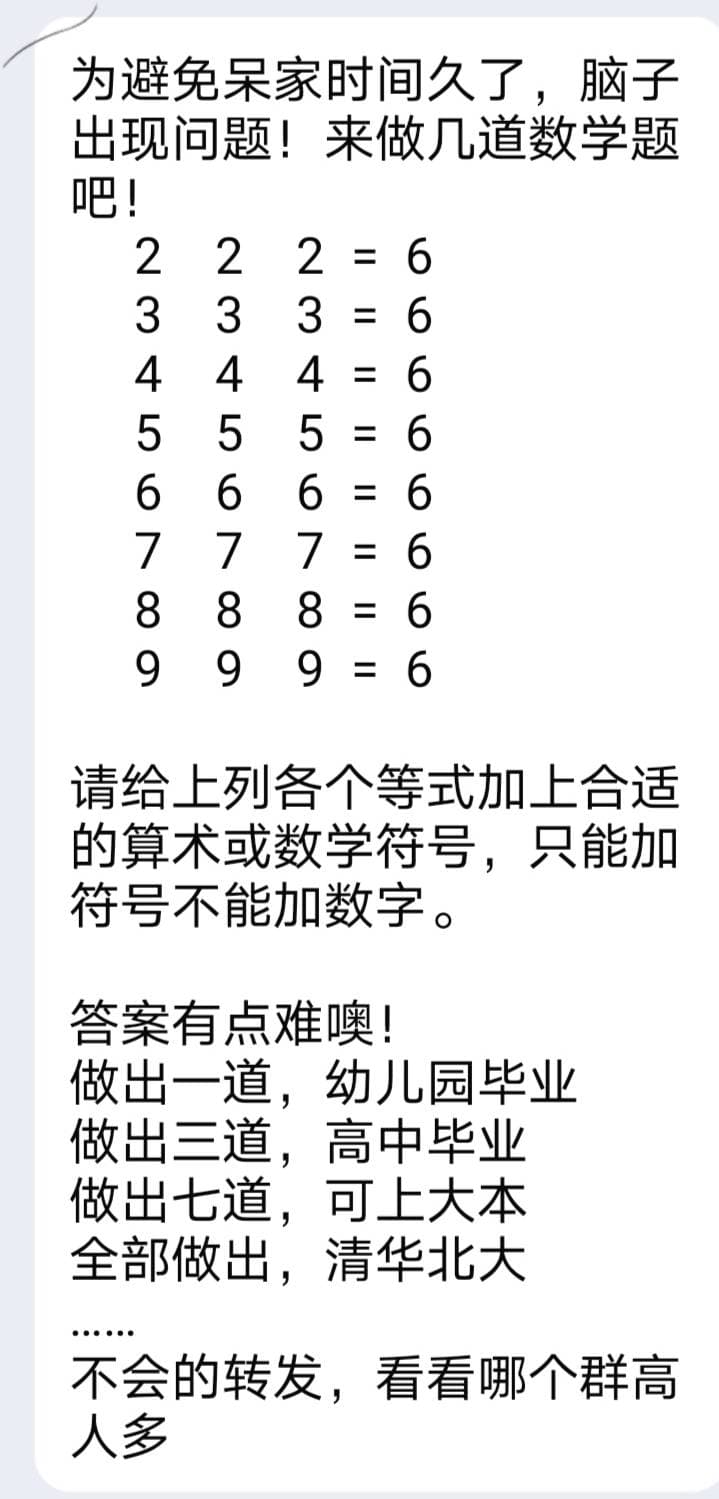 为避免呆家时间久了，脑子
出现问题！来做几道数学题
吧！
2 2 2 = 6
3 3 3 = 6
4 4 4 = 6
5 5 5 = 6
6 6 6 = 6
7 7 7 = 6
8 8 8 = 6
9 9 9 = 6
请给上列各个等式加上合适
的算术或数学符号，只能加
符号不能加数字。
答案有点难噢！
做出一道，幼儿园毕业
做出三道，高中毕业
做出七道，可上大本
全部做出，清华北大
......
不会的转发，看看哪个群高
人多